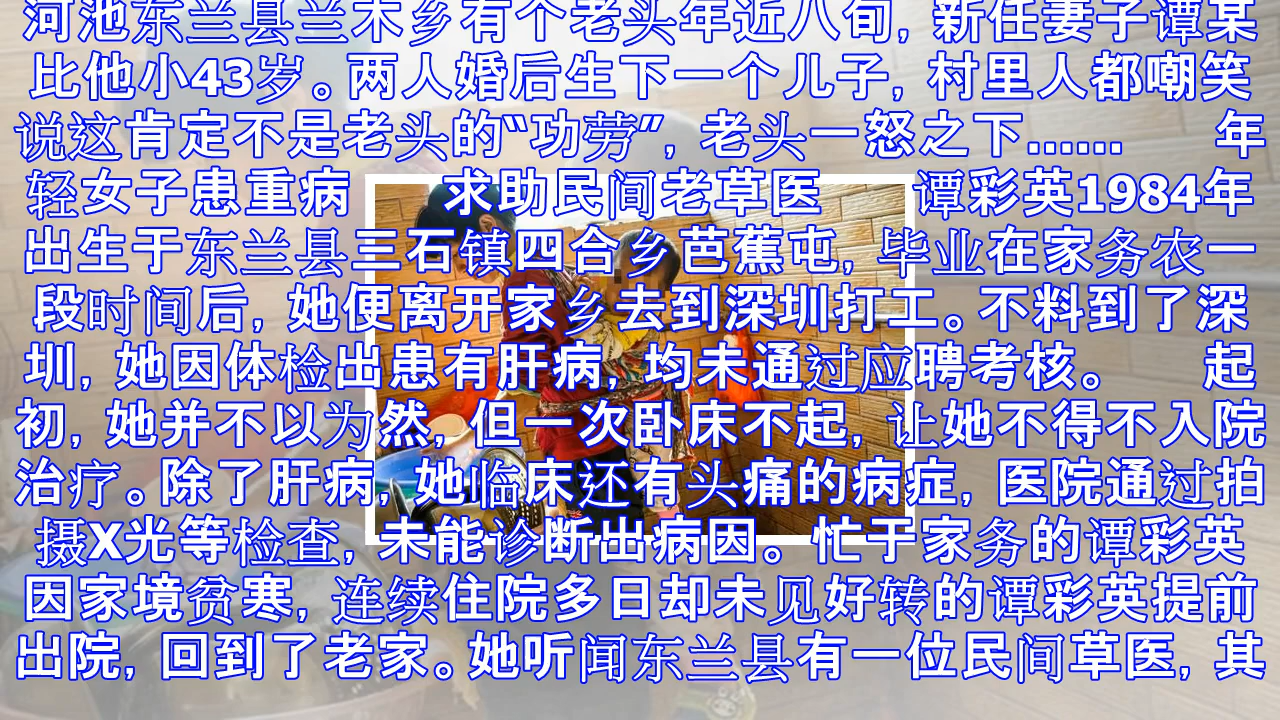 河池东兰县兰木乡有个老头年近八旬，新任妻子谭某
比他小43岁。两人婚后生下一个儿子，村里人都嘲笑
说这肯定不是老头的“功劳”，老头一怒之下…… 年
轻女子患重病 求助民间老草医 谭彩英1984年
出生于东兰县三石镇四合乡芭蕉屯，毕业在家务农一
段时间后，她便离开家乡去到深圳打工。不料到了深
圳，她因体检出患有肝病，均未通过应聘考核。 起
初，她并不以为然，但一次卧床不起，让她不得不入院
治疗。除了肝病，她临床还有头痛的病症，医院通过拍
摄X光等检查，未能诊断出病因。忙于家务的谭彩英
因家境贫寒，连续住院多日却未见好转的谭彩英提前
出院，回到了老家。她听闻东兰县有一位民间草医，其